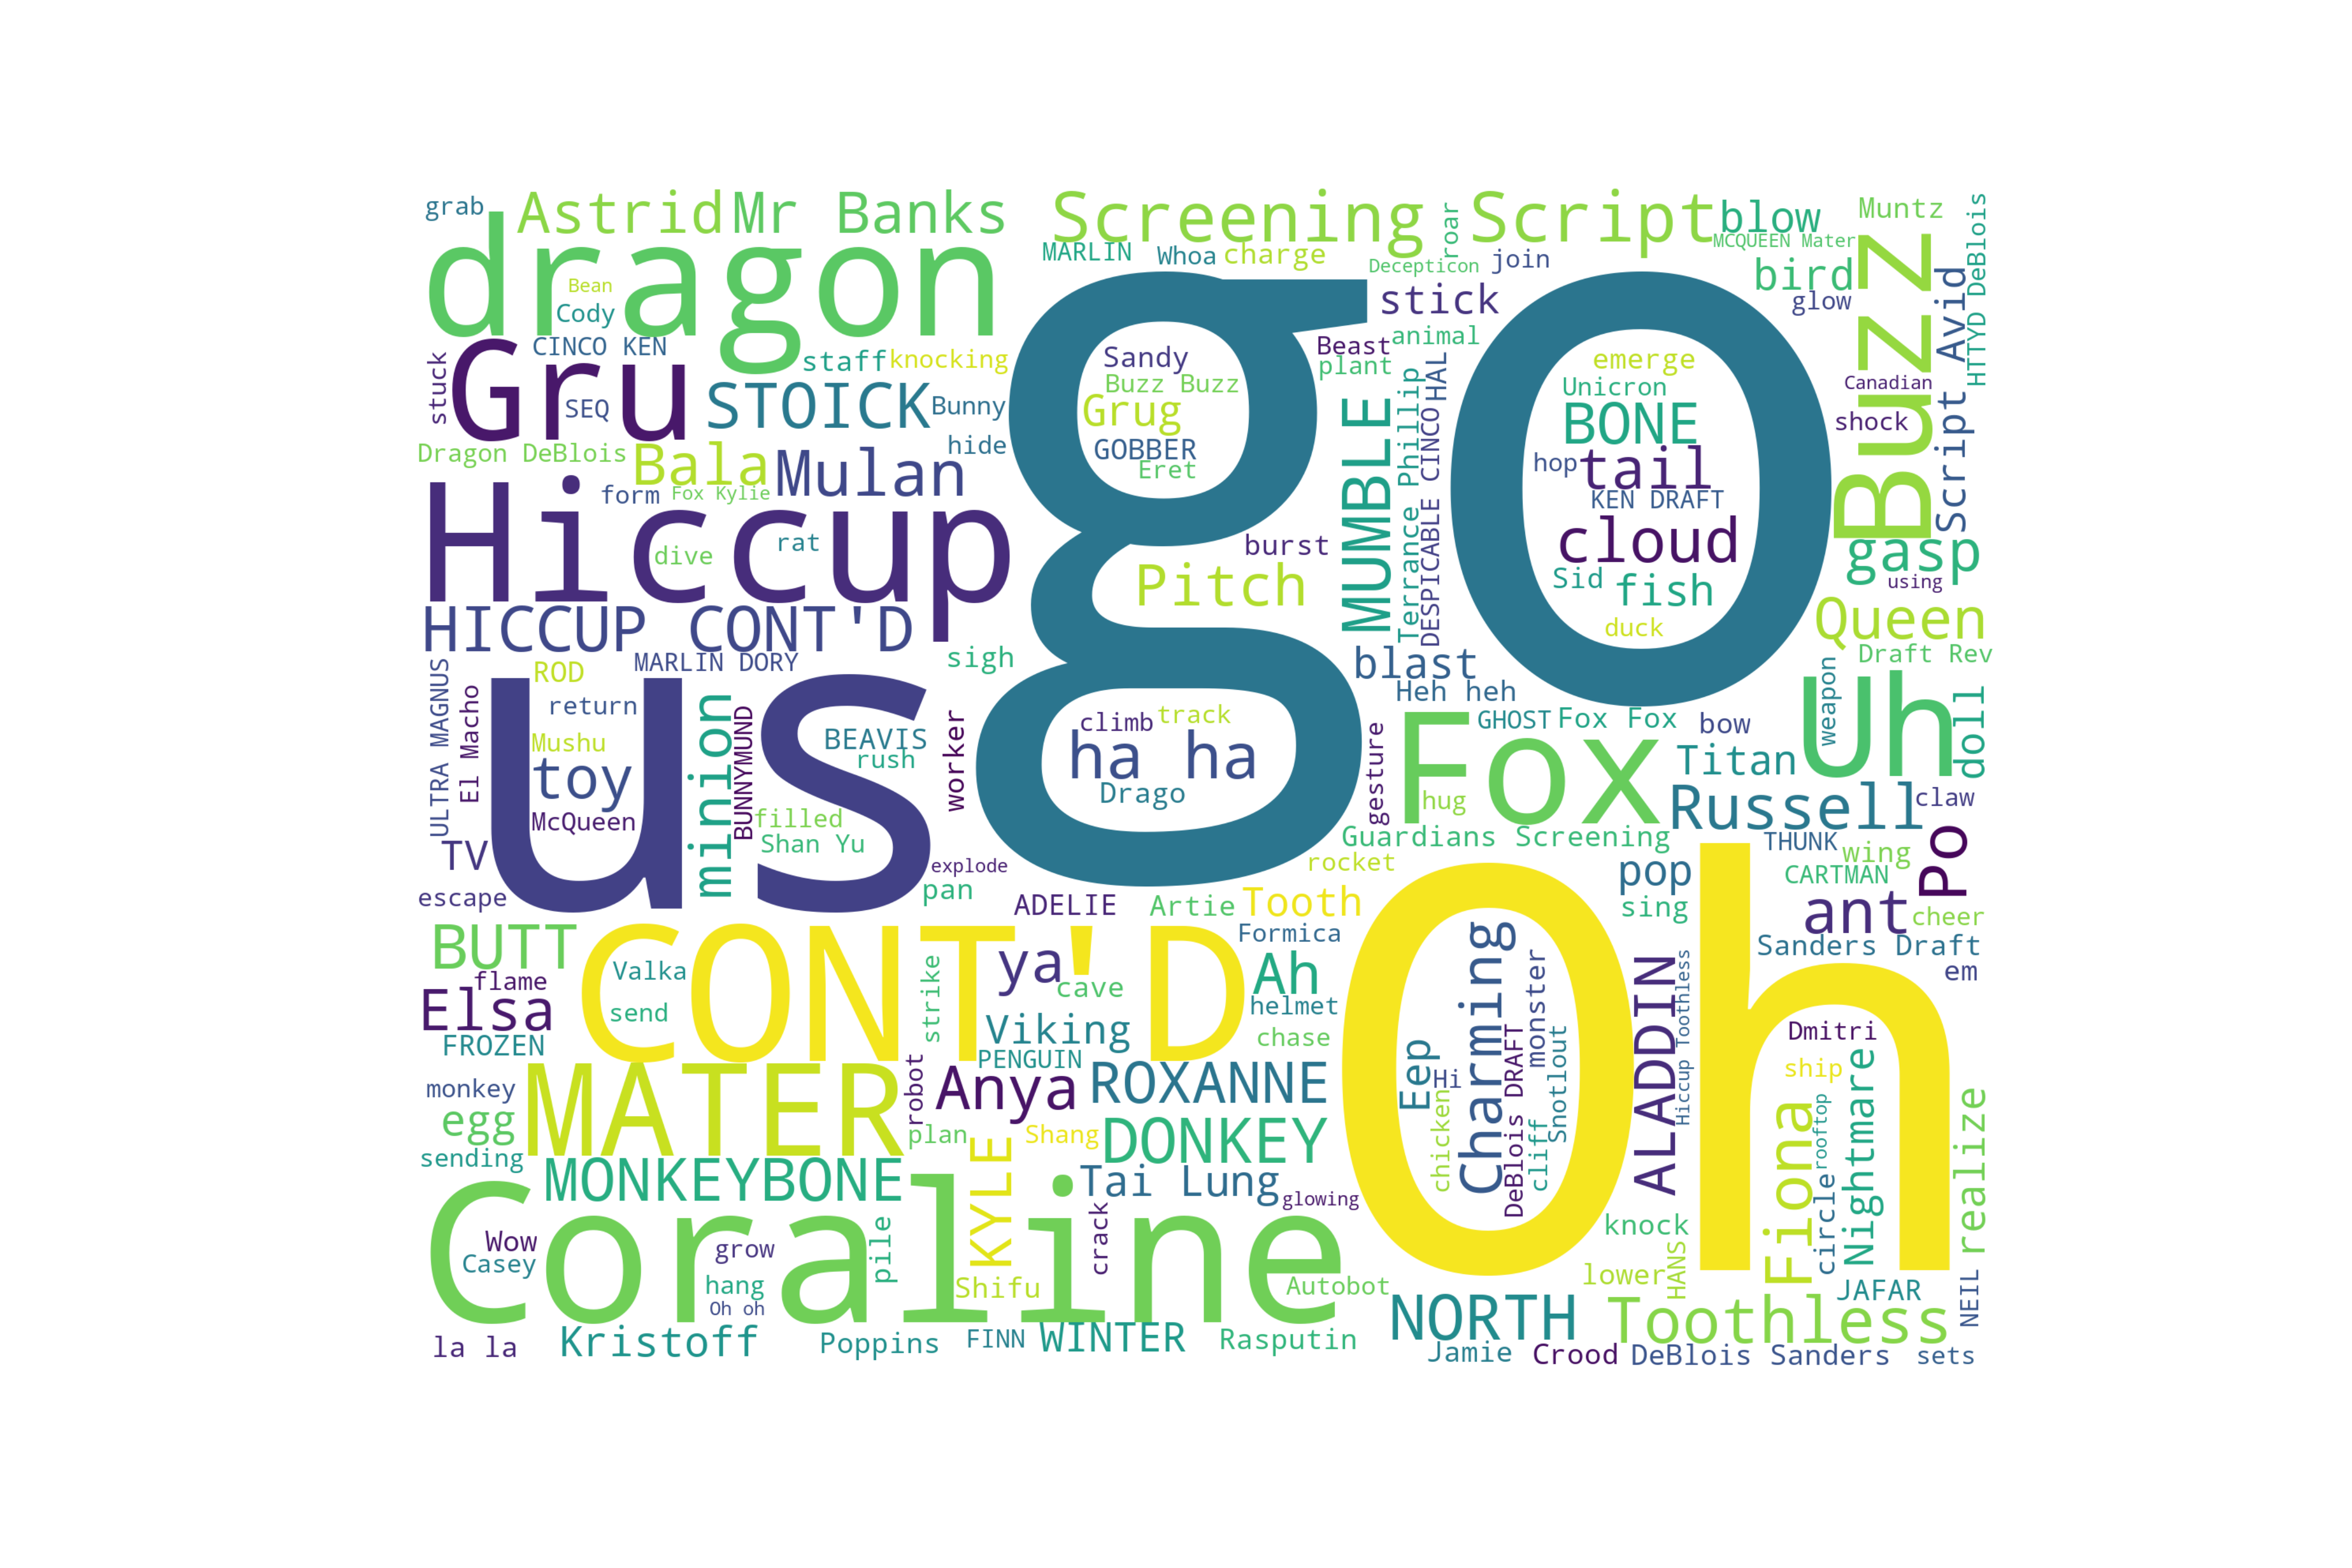 grab
Astrid
Mr Banks
Screening
Script
blow
Muntz
HTTYD DeBlois
dragon
MARLIN
Whoa
charge
roar
Decepticon
join
MCQUEEN Mater
Buzz
bird
glow
Script Avid
Bean
Cody
CINCO KEN
stick
animal
Beast
plant
HAL
go
Sandy
Buzz Buzz
Grug
GOBBER
Eret
emerge
Unicron
BONE
hop
tail
KEN DRAFT
cloud
Sid
fish
duck
Canadian
shock
stuck
Gru
SEQ
staff
knocking
STOICK
Bunny
hide
Dragon DeBlois
Bala
Mulan
form
Fox Kylie
MUMBLE
Terrance Phillip
DESPICABLE CINCO
Hiccup
dive
rat
burst
Pitch
gasp
using
Queen
HICCUP CONT'D
MARLIN DORY
sigh
blast
Heh heh
Draft Rev
ULTRA MAGNUS
El Macho
ROD
return
Mushu
toy
McQueen
us
minion
BUNNYMUND
BEAVIS
rush
filled
Shan Yu
worker
climb
track
ha ha
Drago
gesture
Fox
hug
GHOST
Fox Fox
bow
weapon
Uh
doll
Titan
Russell
claw
Guardians Screening
THUNK
wing
Po
TV
escape
explode
pan
rocket
pop
sing
CARTMAN
ant
cheer
ADELIE
Artie
Tooth
Formica
Sanders Draft
em
BUTT
flame
Elsa
FROZEN
CONT'D
Valka
send
strike
ya
cave
Ah
helmet
Viking
chase
PENGUIN
Oh
Charming
monster
Eep
Hi
chicken
DeBlois DRAFT
cliff
Snotlout
ALADDIN
Hiccup Toothless
Dmitri
ship
Nightmare
Fiona
rooftop
circle
realize
monkey
MATER
robot
Anya
ROXANNE
egg
sending
plan
Shang
DONKEY
MONKEYBONE
KYLE
Tai Lung
glowing
crack
knock
Coraline
Wow
Casey
grow
hang
Oh oh
pile
Shifu
Autobot
lower
HANS
JAFAR
NEIL
NORTH
Toothless
la la
Kristoff
Poppins
FINN
WINTER
Rasputin
Jamie
Crood
DeBlois Sanders
sets